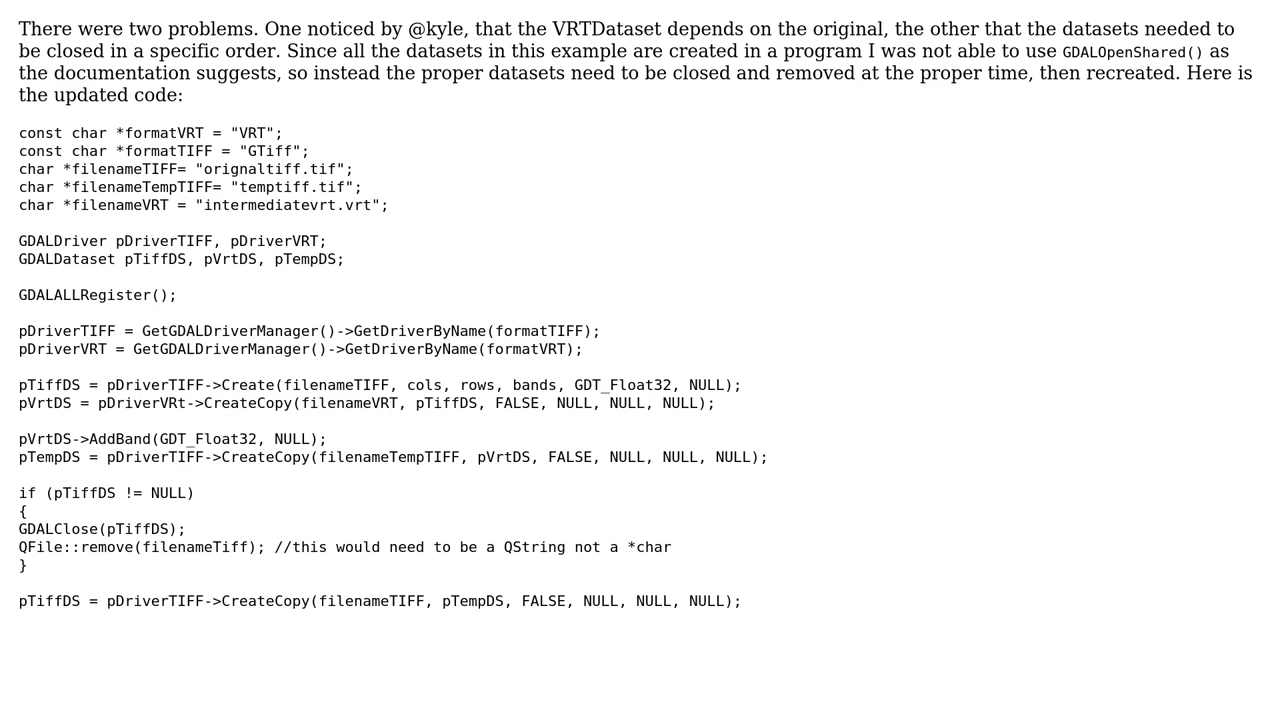 There were two problems. One noticed by @kyle, that the VRTDataset depends on the original, the other that the datasets needed to
be closed in a specific order. Since all the datasets in this example are created in a program I was not able to use GDALOpenShared() as
the documentation suggests, so instead the proper datasets need to be closed and removed at the proper time, then recreated. Here is
the updated code:
const char *formatVRT = "VRT";
const char *formatTIFF = "GTiff";
char *filenameTIFF= "orignaltiff.tif";
char *filenameTempTIFF= "temptiff.tif";
char *filenameVRT = "intermediatevrt.vrt";
GDALDriver pDriverTIFF, pDriverVRT;
GDALDataset pTiffDS, pVrtDS, pTempDS;
GDALALLRegister();
pDriverTIFF = GetGDALDriverManager()->GetDriverByName(formatTIFF);
pDriverVRT = GetGDALDriverManager()->GetDriverByName(formatVRT);
pTiffDS = pDriverTIFF->Create(filenameTIFF, cols, rows, bands, GDT_Float32, NULL);
pVrtDS = pDriverVRt->CreateCopy(filenameVRT, pTiffDS, FALSE, NULL, NULL, NULL);
pVrtDS->AddBand(GDT_Float32, NULL);
pTempDS = pDriverTIFF->CreateCopy(filenameTempTIFF, pVrtDS, FALSE, NULL, NULL, NULL);
if (pTiffDS != NULL)
{
GDALClose(pTiffDS);
QFile::remove(filenameTiff); //this would need to be a QString not a *char
}
pTiffDS = pDriverTIFF->CreateCopy(filenameTIFF, pTempDS, FALSE, NULL, NULL, NULL);